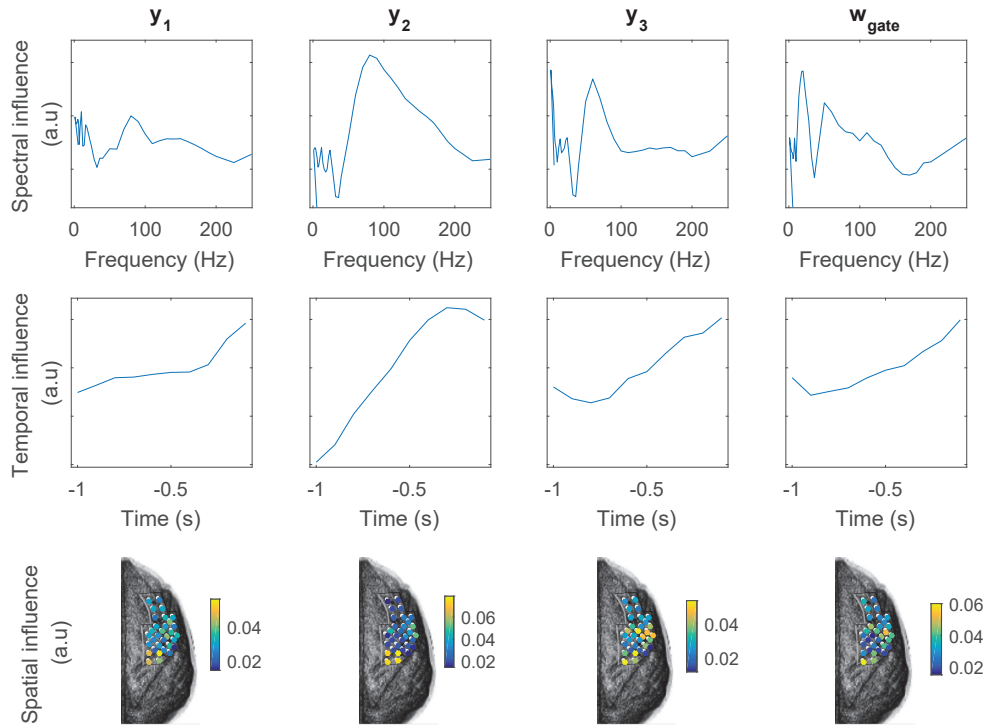 y1 y2 y3 wgate
Spectral influence
(a.u)
0 100 200 0 100 200 0 100 200 0 100 200
Frequency (Hz) Frequency (Hz) Frequency (Hz) Frequency (Hz)
Temporal influence
(a.u)
-1 -0.5 -1 -0.5 -1 -0.5 -1 -0.5
Time (s) Time (s) Time (s) Time (s)
Spatial influence
(a.u)
0.04
0.02
0.06
0.04
0.02
0.04
0.02
0.06
0.04
0.02